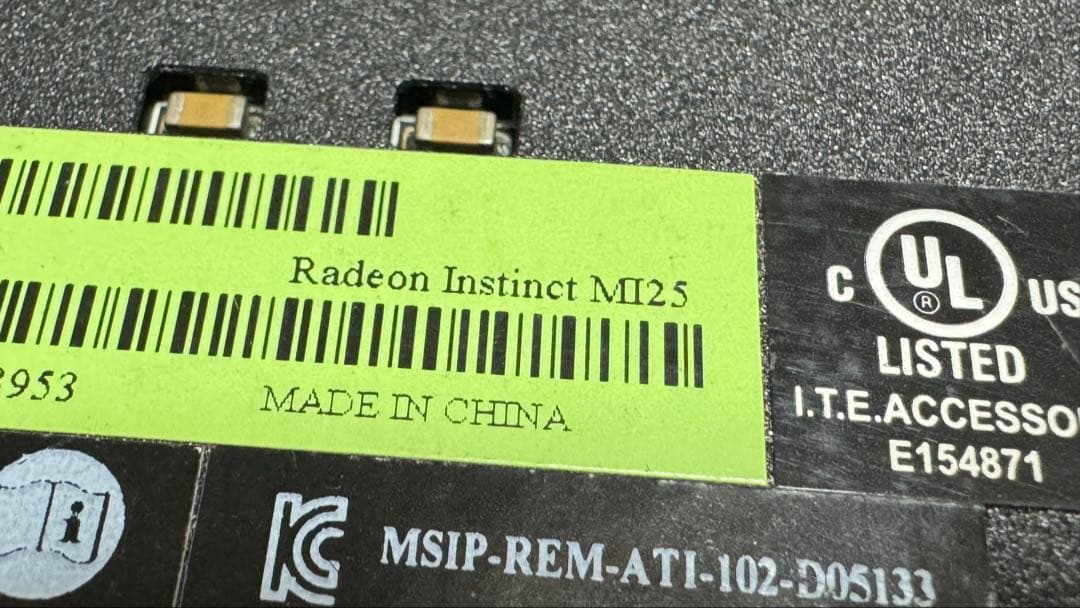 Radeon Instinct MI25
953
MADE IN CHINA
C UL US
®
LISTED
I.T.E.ACCESSO
E154871
MSIP-REM-ATI-102-D05133